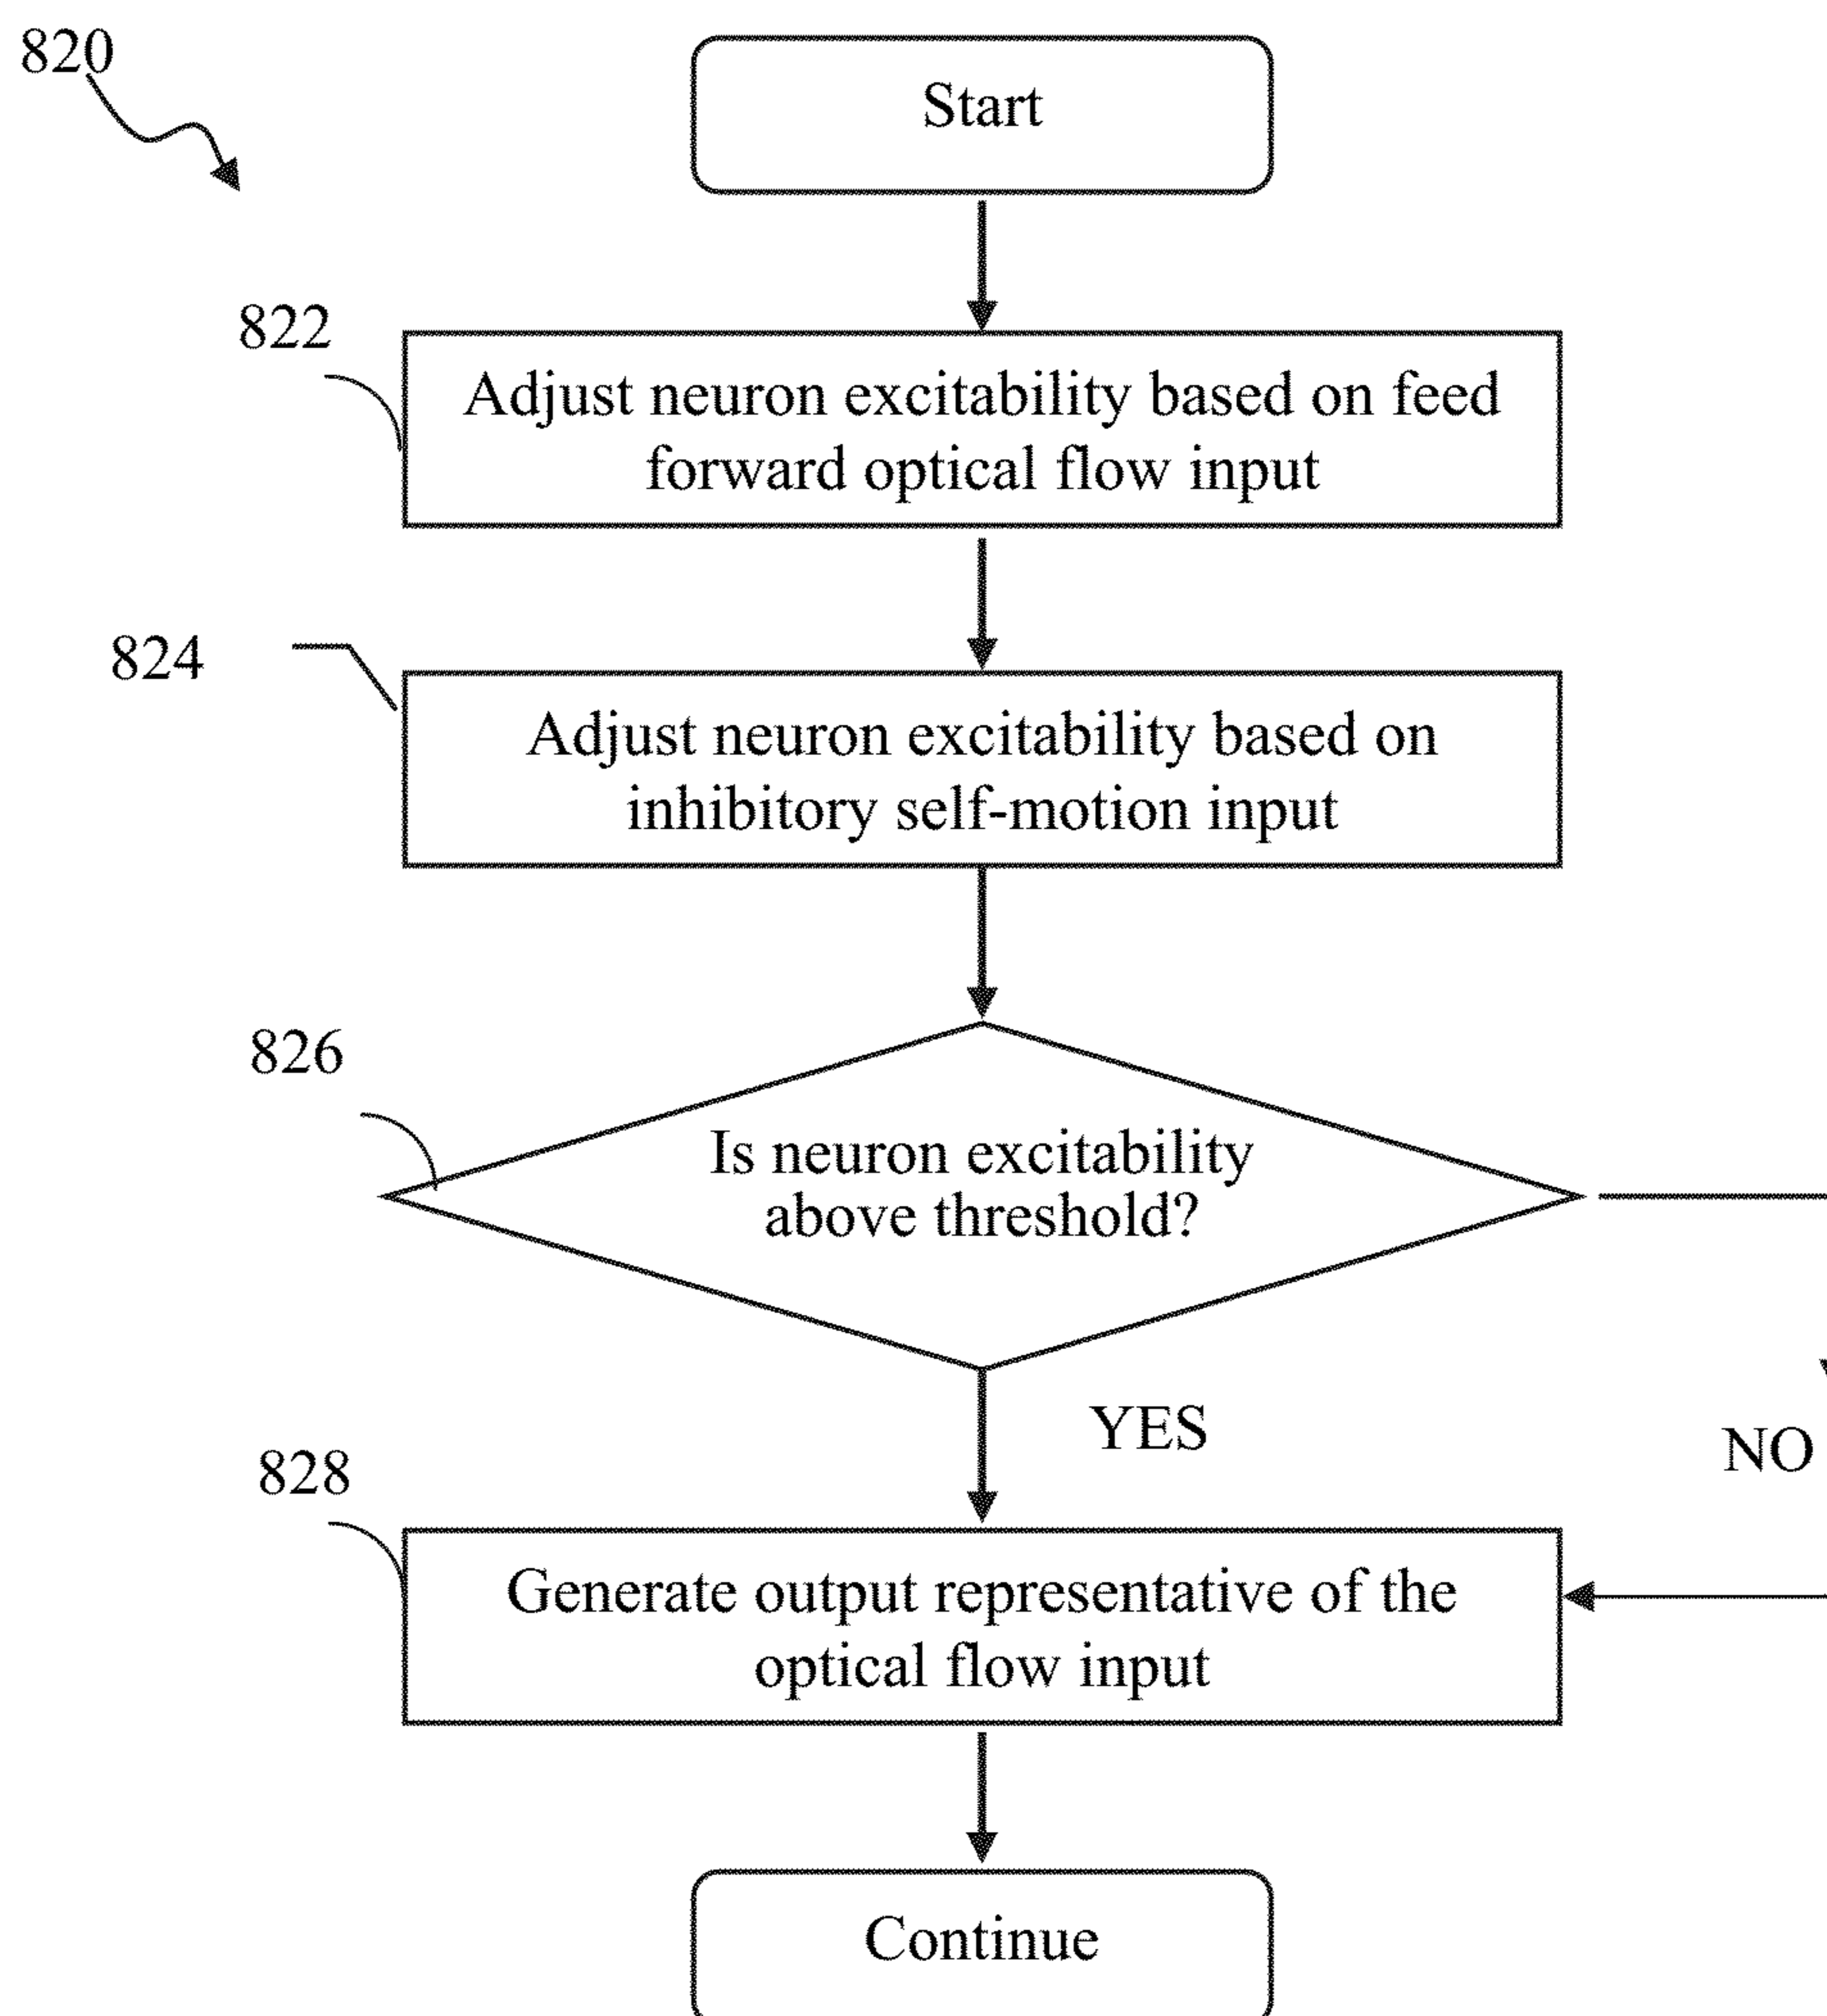 820
Start
822
Adjust neuron excitability based on feed
forward optical flow input
824
Adjust neuron excitability based on
inhibitory self-motion input
826
Is neuron excitability
above threshold?
YES
NO
828
Generate output representative of the
optical flow input
Continue